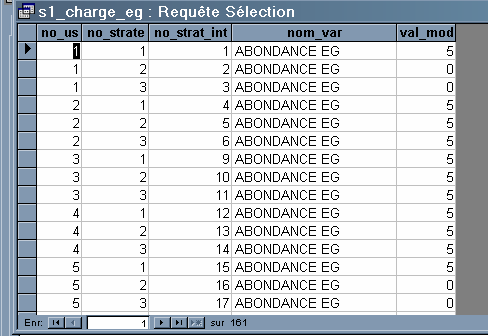 s1_charge_eg : Requête Sélection
no_us no_strate no_strat_int nom_var val_mod
1 1 1 ABONDANCE EG 5
1 2 2 ABONDANCE EG 0
1 3 3 ABONDANCE EG 0
2 1 4 ABONDANCE EG 5
2 2 5 ABONDANCE EG 5
2 3 6 ABONDANCE EG 5
3 1 9 ABONDANCE EG 5
3 2 10 ABONDANCE EG 5
3 3 11 ABONDANCE EG 5
4 1 12 ABONDANCE EG 5
4 2 13 ABONDANCE EG 5
4 3 14 ABONDANCE EG 5
5 1 15 ABONDANCE EG 5
5 2 16 ABONDANCE EG 0
5 3 17 ABONDANCE EG 0
Enr: 1 sur 161